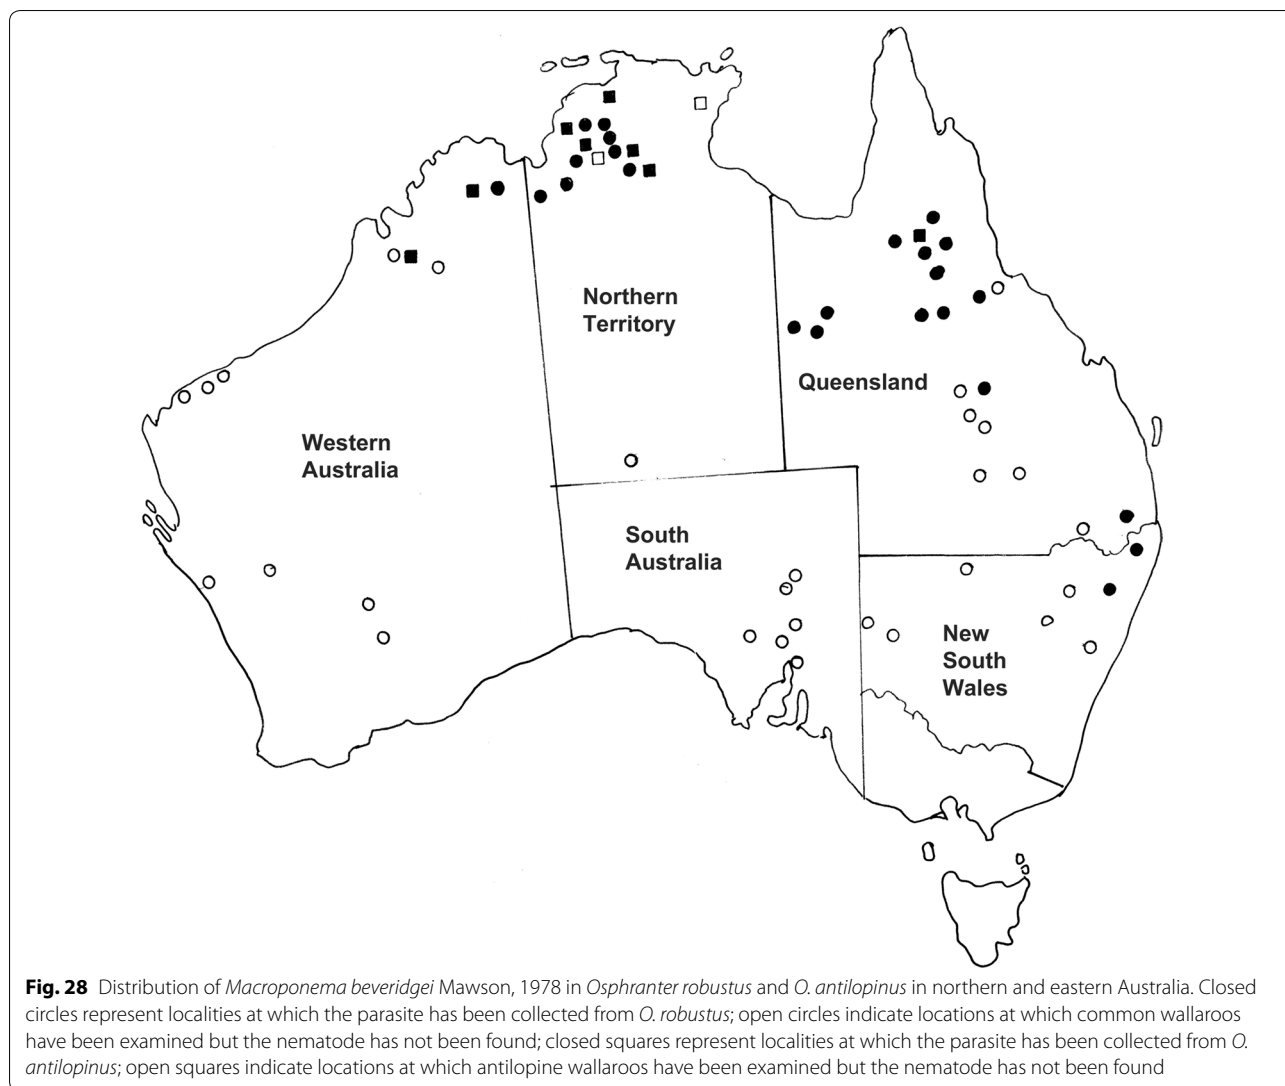 Northern
Territory
Queensland
Western
Australia
South
Australia
New
South
Wales
Fig. 28 Distribution of Macroponema beveridgei Mawson, 1978 in Osphranter robustus and O. antilopinus in northern and eastern Australia. Closed
circles represent localities at which the parasite has been collected from O. robustus; open circles indicate locations at which common wallaroos
have been examined but the nematode has not been found; closed squares represent localities at which the parasite has been collected from O.
antilopinus; open squares indicate locations at which antilopine wallaroos have been examined but the nematode has not been found